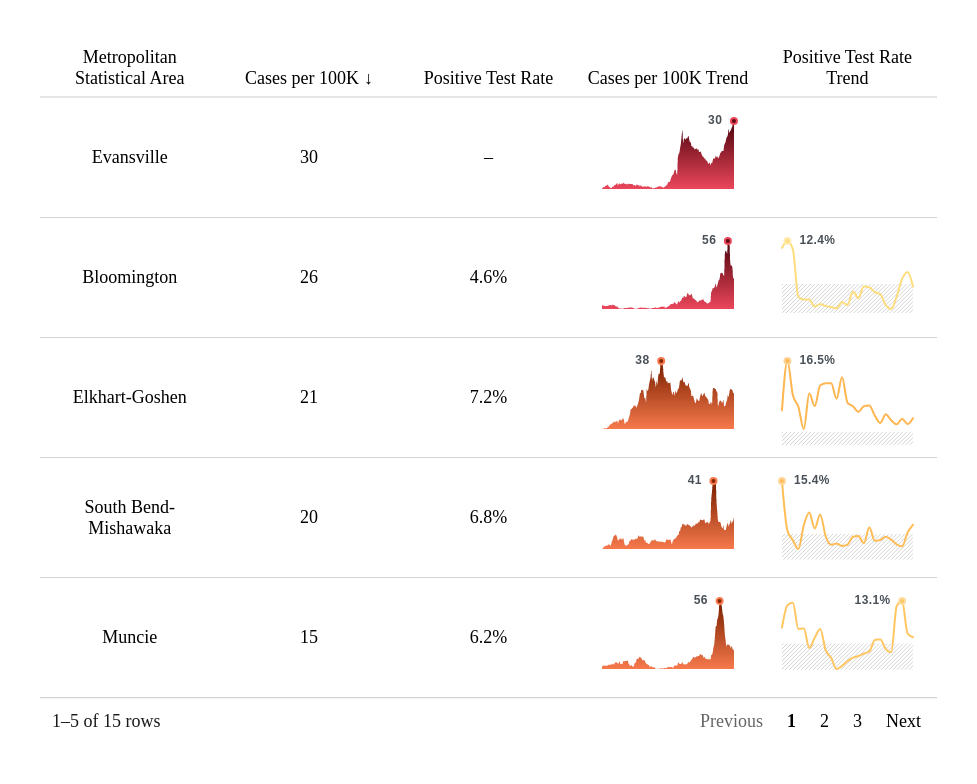 Metropolitan
Statistical Area
Cases per 100K ↓
Positive Test Rate
Cases per 100K Trend
Positive Test Rate
Trend
Evansville
30
–
30
Bloomington
26
4.6%
56
12.4%
Elkhart-Goshen
21
7.2%
38
16.5%
South Bend-
Mishawaka
20
6.8%
41
15.4%
Muncie
15
6.2%
56
13.1%
1–5 of 15 rows
Previous 1 2 3 Next